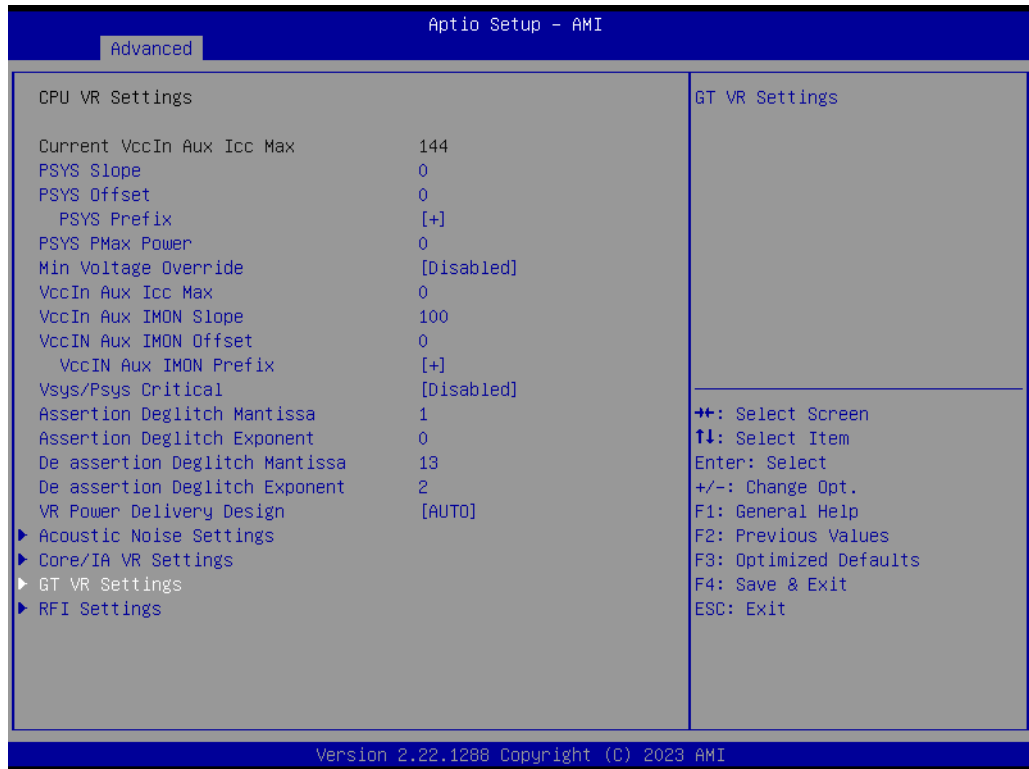 Aptio Setup – AMI
Advanced
CPU VR Settings
Current VccIn Aux Icc Max 144
PSYS Slope 0
PSYS Offset 0
PSYS Prefix [+]
PSYS PMax Power 0
Min Voltage Override [Disabled]
VccIn Aux Icc Max 0
VccIn Aux IMON Slope 100
VccIN Aux IMON Offset 0
VccIN Aux IMON Prefix [+]
Vsys/Psys Critical [Disabled]
Assertion Deglitch Mantissa 1
Assertion Deglitch Exponent 0
De assertion Deglitch Mantissa 13
De assertion Deglitch Exponent 2
VR Power Delivery Design [AUTO]
Acoustic Noise Settings
Core/IA VR Settings
GT VR Settings
RFI Settings
GT VR Settings
→←: Select Screen
↑↓: Select Item
Enter: Select
+/-: Change Opt.
F1: General Help
F2: Previous Values
F3: Optimized Defaults
F4: Save & Exit
ESC: Exit
Version 2.22.1288 Copyright (C) 2023 AMI